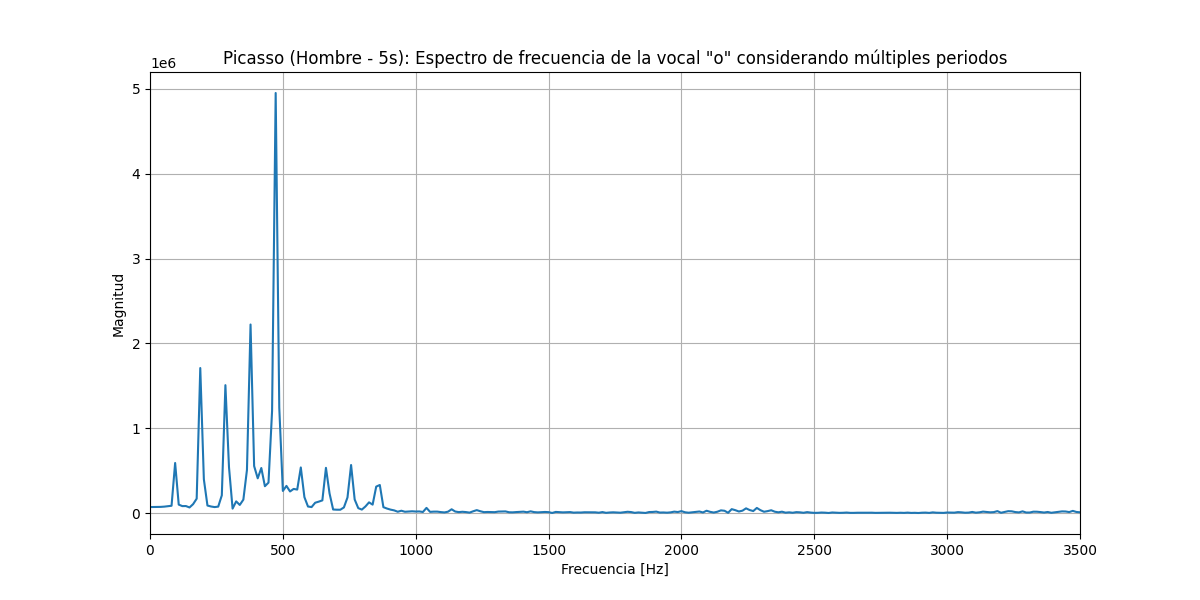 Picasso (Hombre - 5s): Espectro de frecuencia de la vocal "o" considerando múltiples periodos
1e6
5
4
3
2
1
0
Magnitud
0 500 1000 1500 2000 2500 3000 3500
Frecuencia [Hz]